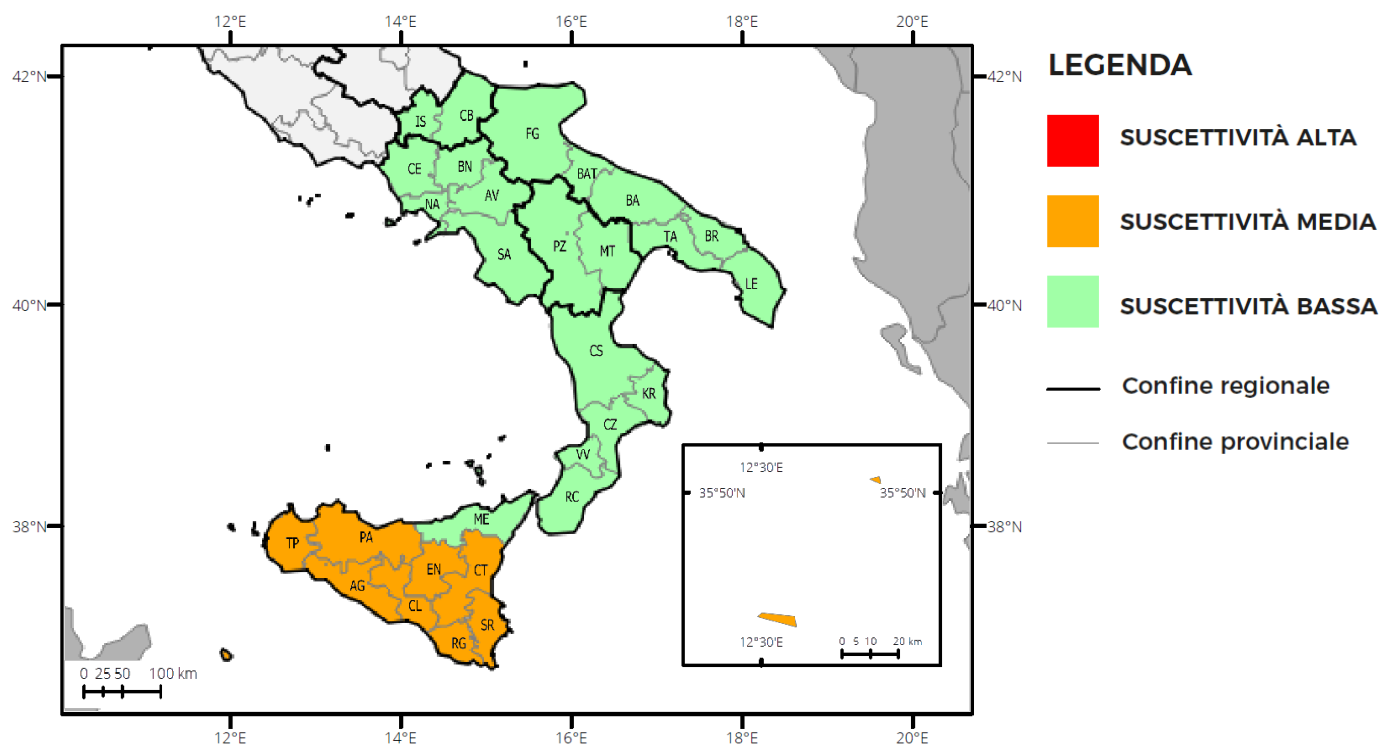 12°E 14°E 16°E 18°E 20°E
42°N 42°N
LEGENDA
SUSCETTIVITÀ ALTA
SUSCETTIVITÀ MEDIA
SUSCETTIVITÀ BASSA
Confine regionale
Confine provinciale
IS CB FG
CE BN BAT
NA AV BA
SA PZ MT TA BR
LE
40°N 40°N
CS
KR
CZ
VV
RC
38°N 38°N
ME
TP PA
AG EN CT
CL SR
RG
12°30'E
35°50'N 35°50'N
12°30'E
0 5 10 20 km
0 25 50 100 km
12°E 14°E 16°E 18°E 20°E